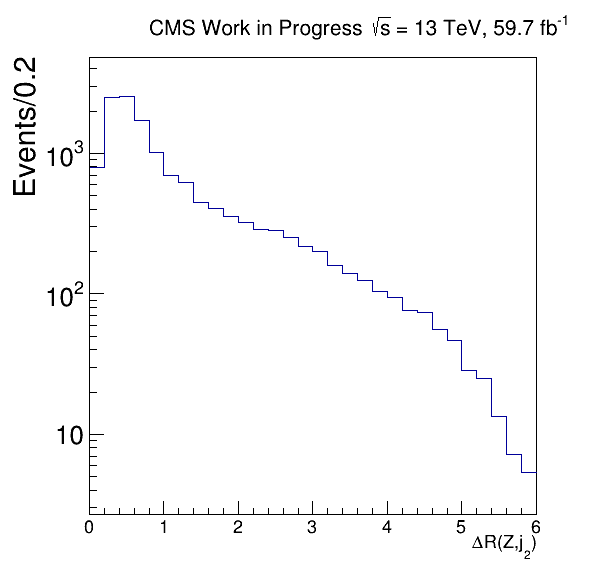 CMS Work in Progress √s = 13 TeV, 59.7 fb⁻¹
Events/0.2
10³
10²
10
0 1 2 3 4 5 6
ΔR(Z,j₂)